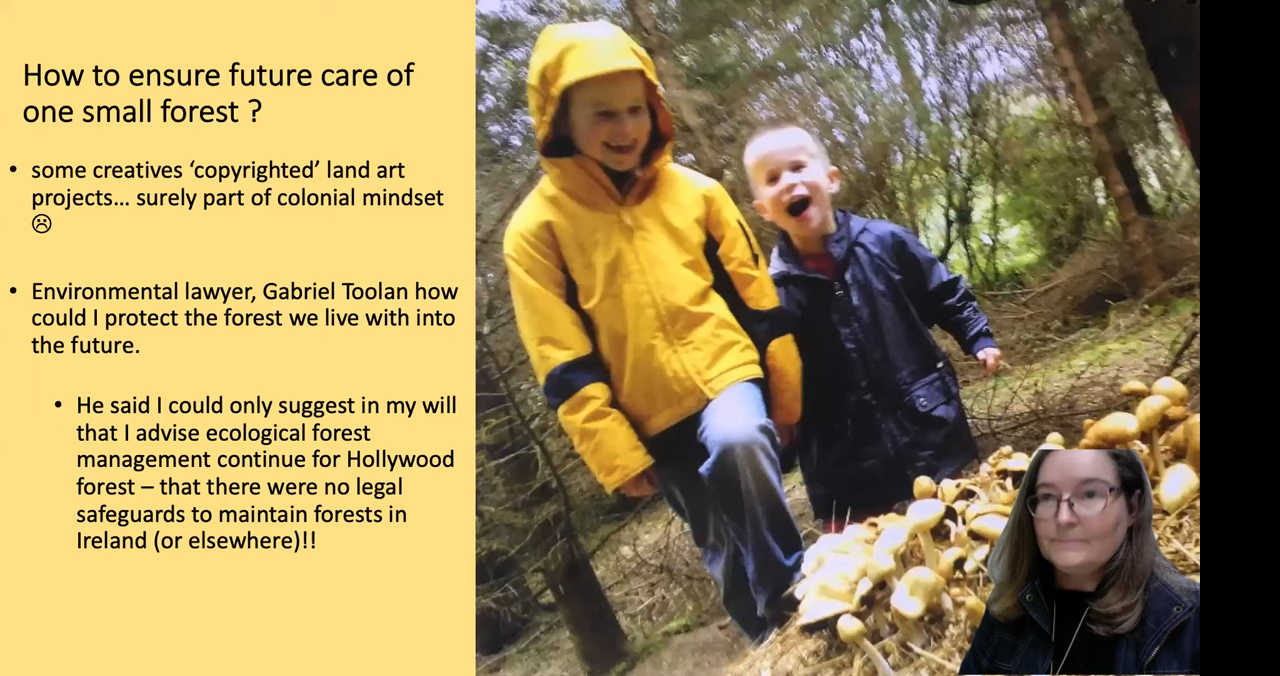 How to ensure future care of
one small forest ?
• some creatives ‘copyrighted’ land art
projects... surely part of colonial mindset
☹
• Environmental lawyer, Gabriel Toolan how
could I protect the forest we live with into
the future.
• He said I could only suggest in my will
that I advise ecological forest
management continue for Hollywood
forest – that there were no legal
safeguards to maintain forests in
Ireland (or elsewhere)!!